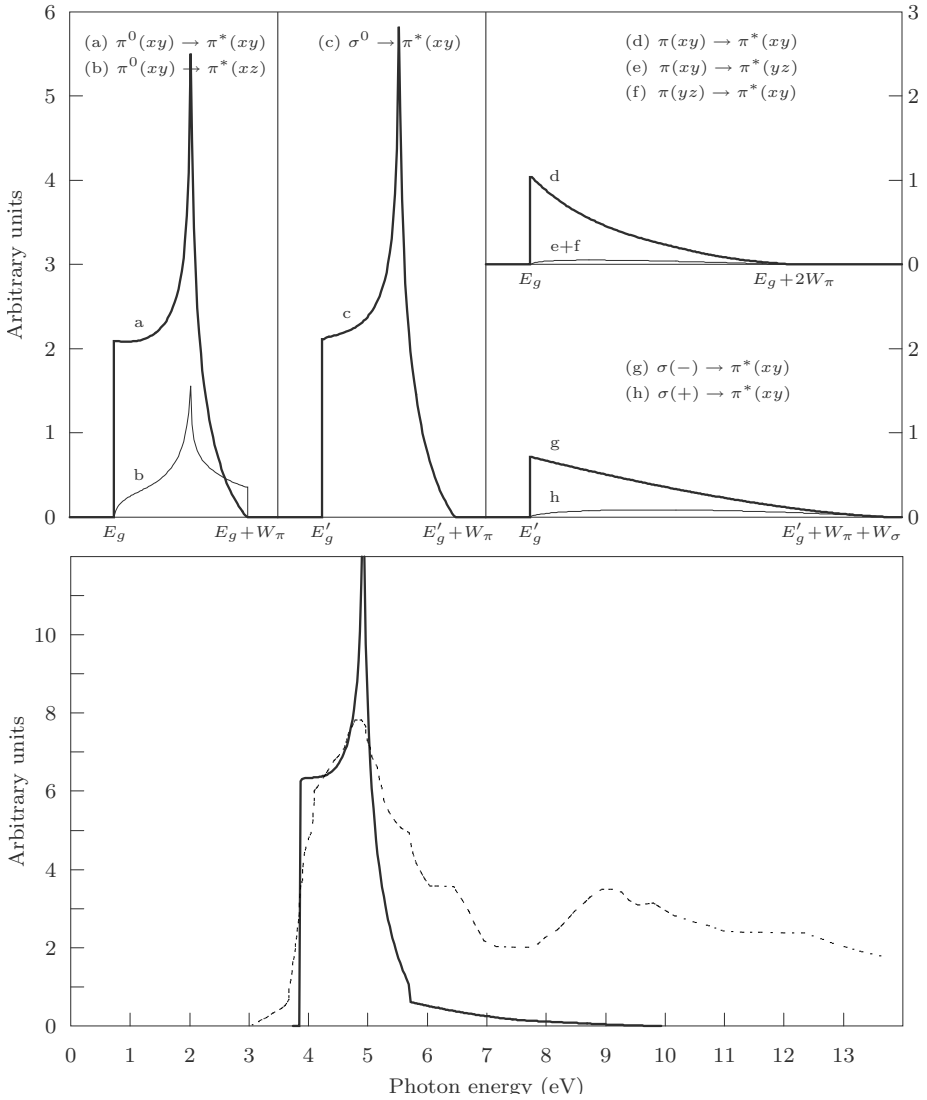 6
5
4
3
2
1
0
Arbitrary units
(a) π⁰(xy) → π*(xy)
(b) π⁰(xy) → π*(xz)
a
b
E_g
E_g+W_π
(c) σ⁰ → π*(xy)
c
E′_g
E′_g+W_π
(d) π(xy) → π*(xy)
(e) π(xy) → π*(yz)
(f) π(yz) → π*(xy)
d
e+f
E_g
E_g+2W_π
3
2
1
0
(g) σ(−) → π*(xy)
(h) σ(+) → π*(xy)
g
h
E′_g
E′_g+W_π+W_σ
2
1
0
10
8
6
4
2
0
Arbitrary units
0 1 2 3 4 5 6 7 8 9 10 11 12 13
Photon energy (eV)